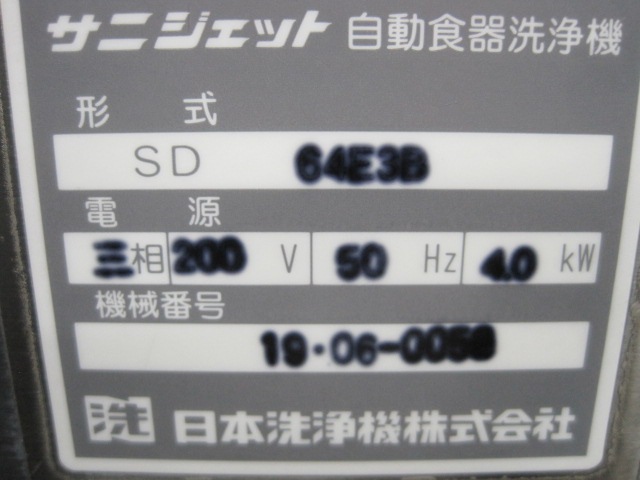 サニジェット 自動食器洗浄機
形 式
SD 64E3B
電 源
三相 200 V 50 Hz 4.0 kW
機械番号
19・06-0058
洗 日本洗浄機株式会社